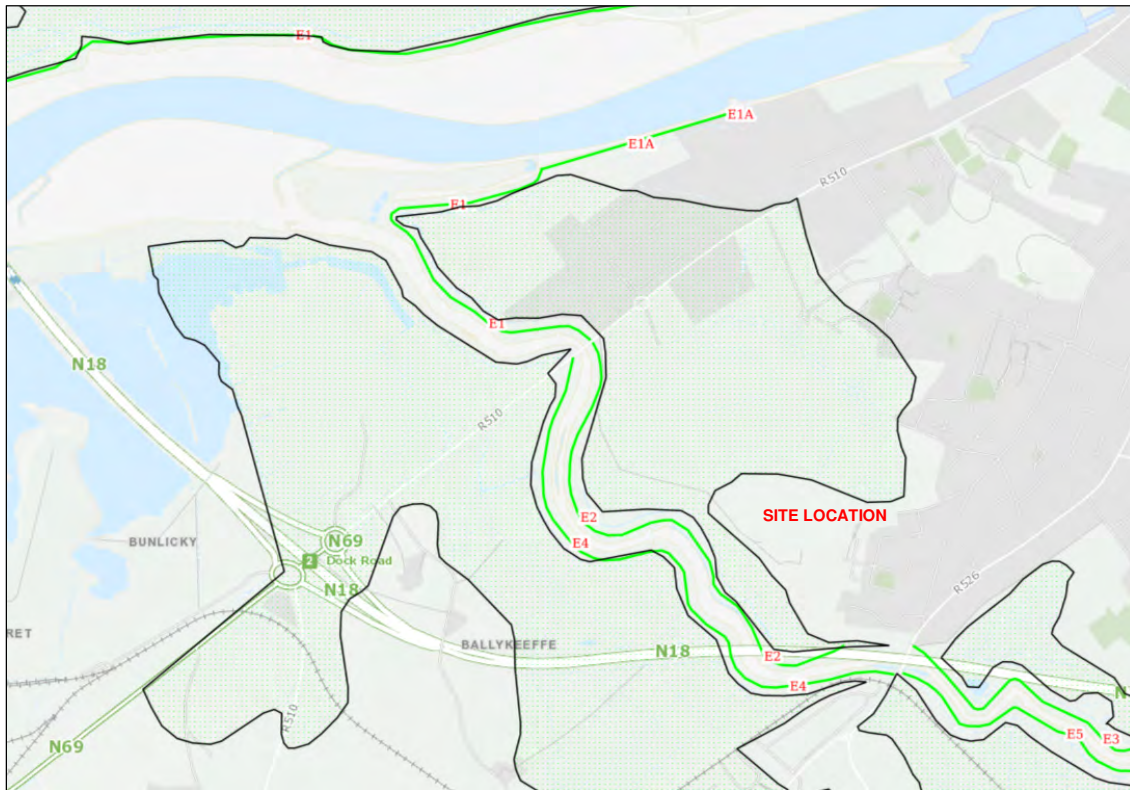 E1
E1A
E1A
R510
E1
E1
N18
R510
E2
SITE LOCATION
E4
BUNLICKY
N69
2 Dock Road
R526
N18
RET
BALLYKEEFFE
N18
E2
E4
R510
E5
E3
N69